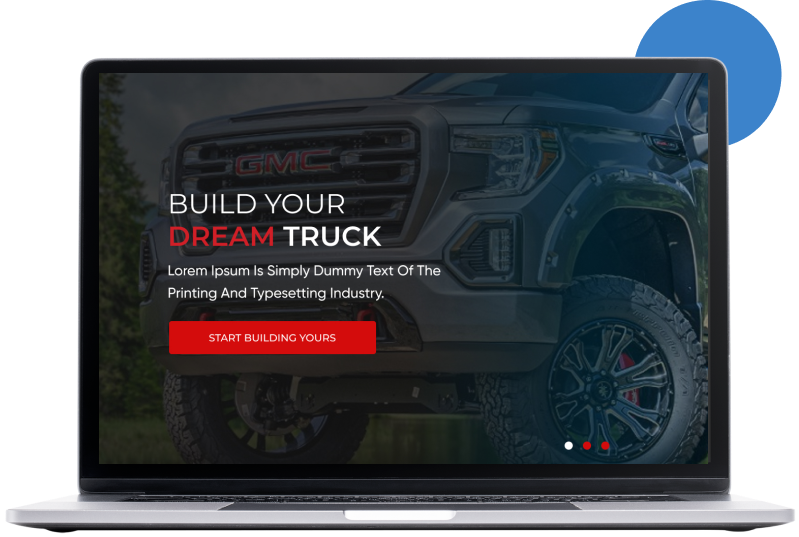 GMC
BUILD YOUR
DREAM TRUCK
Lorem Ipsum Is Simply Dummy Text Of The
Printing And Typesetting Industry.
START BUILDING YOURS